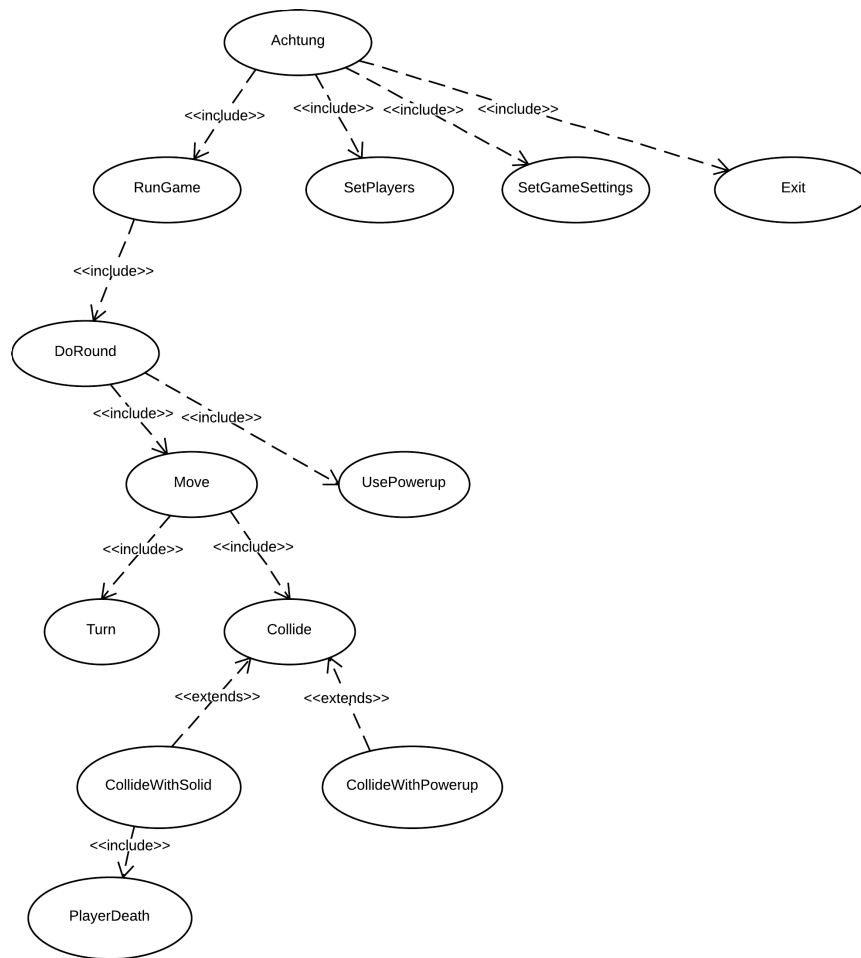 Achtung
<<include>>
<<include>>
<<include>>
<<include>>
RunGame
SetPlayers
SetGameSettings
Exit
<<include>>
DoRound
<<include>>
<<include>>
Move
UsePowerup
<<include>>
<<include>>
Turn
Collide
<<extends>>
<<extends>>
CollideWithSolid
CollideWithPowerup
<<include>>
PlayerDeath